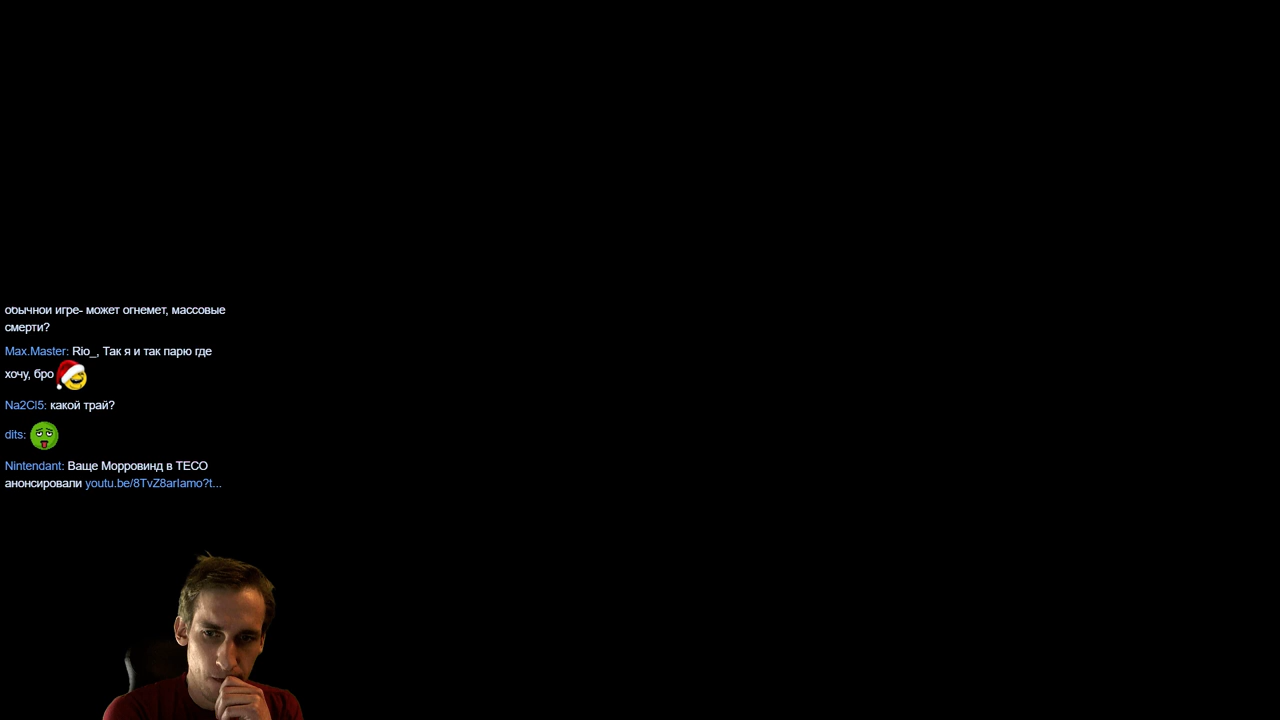 обычной игре- может огнемет, массовые
смерти?
Max.Master: Rio_, Так я и так парю где
хочу, бро
Na2Cl5: какой трай?
dits:
Nintendant: Ваще Морровинд в ТЕСО
анонсировали youtu.be/8TvZ8arIamo?t...